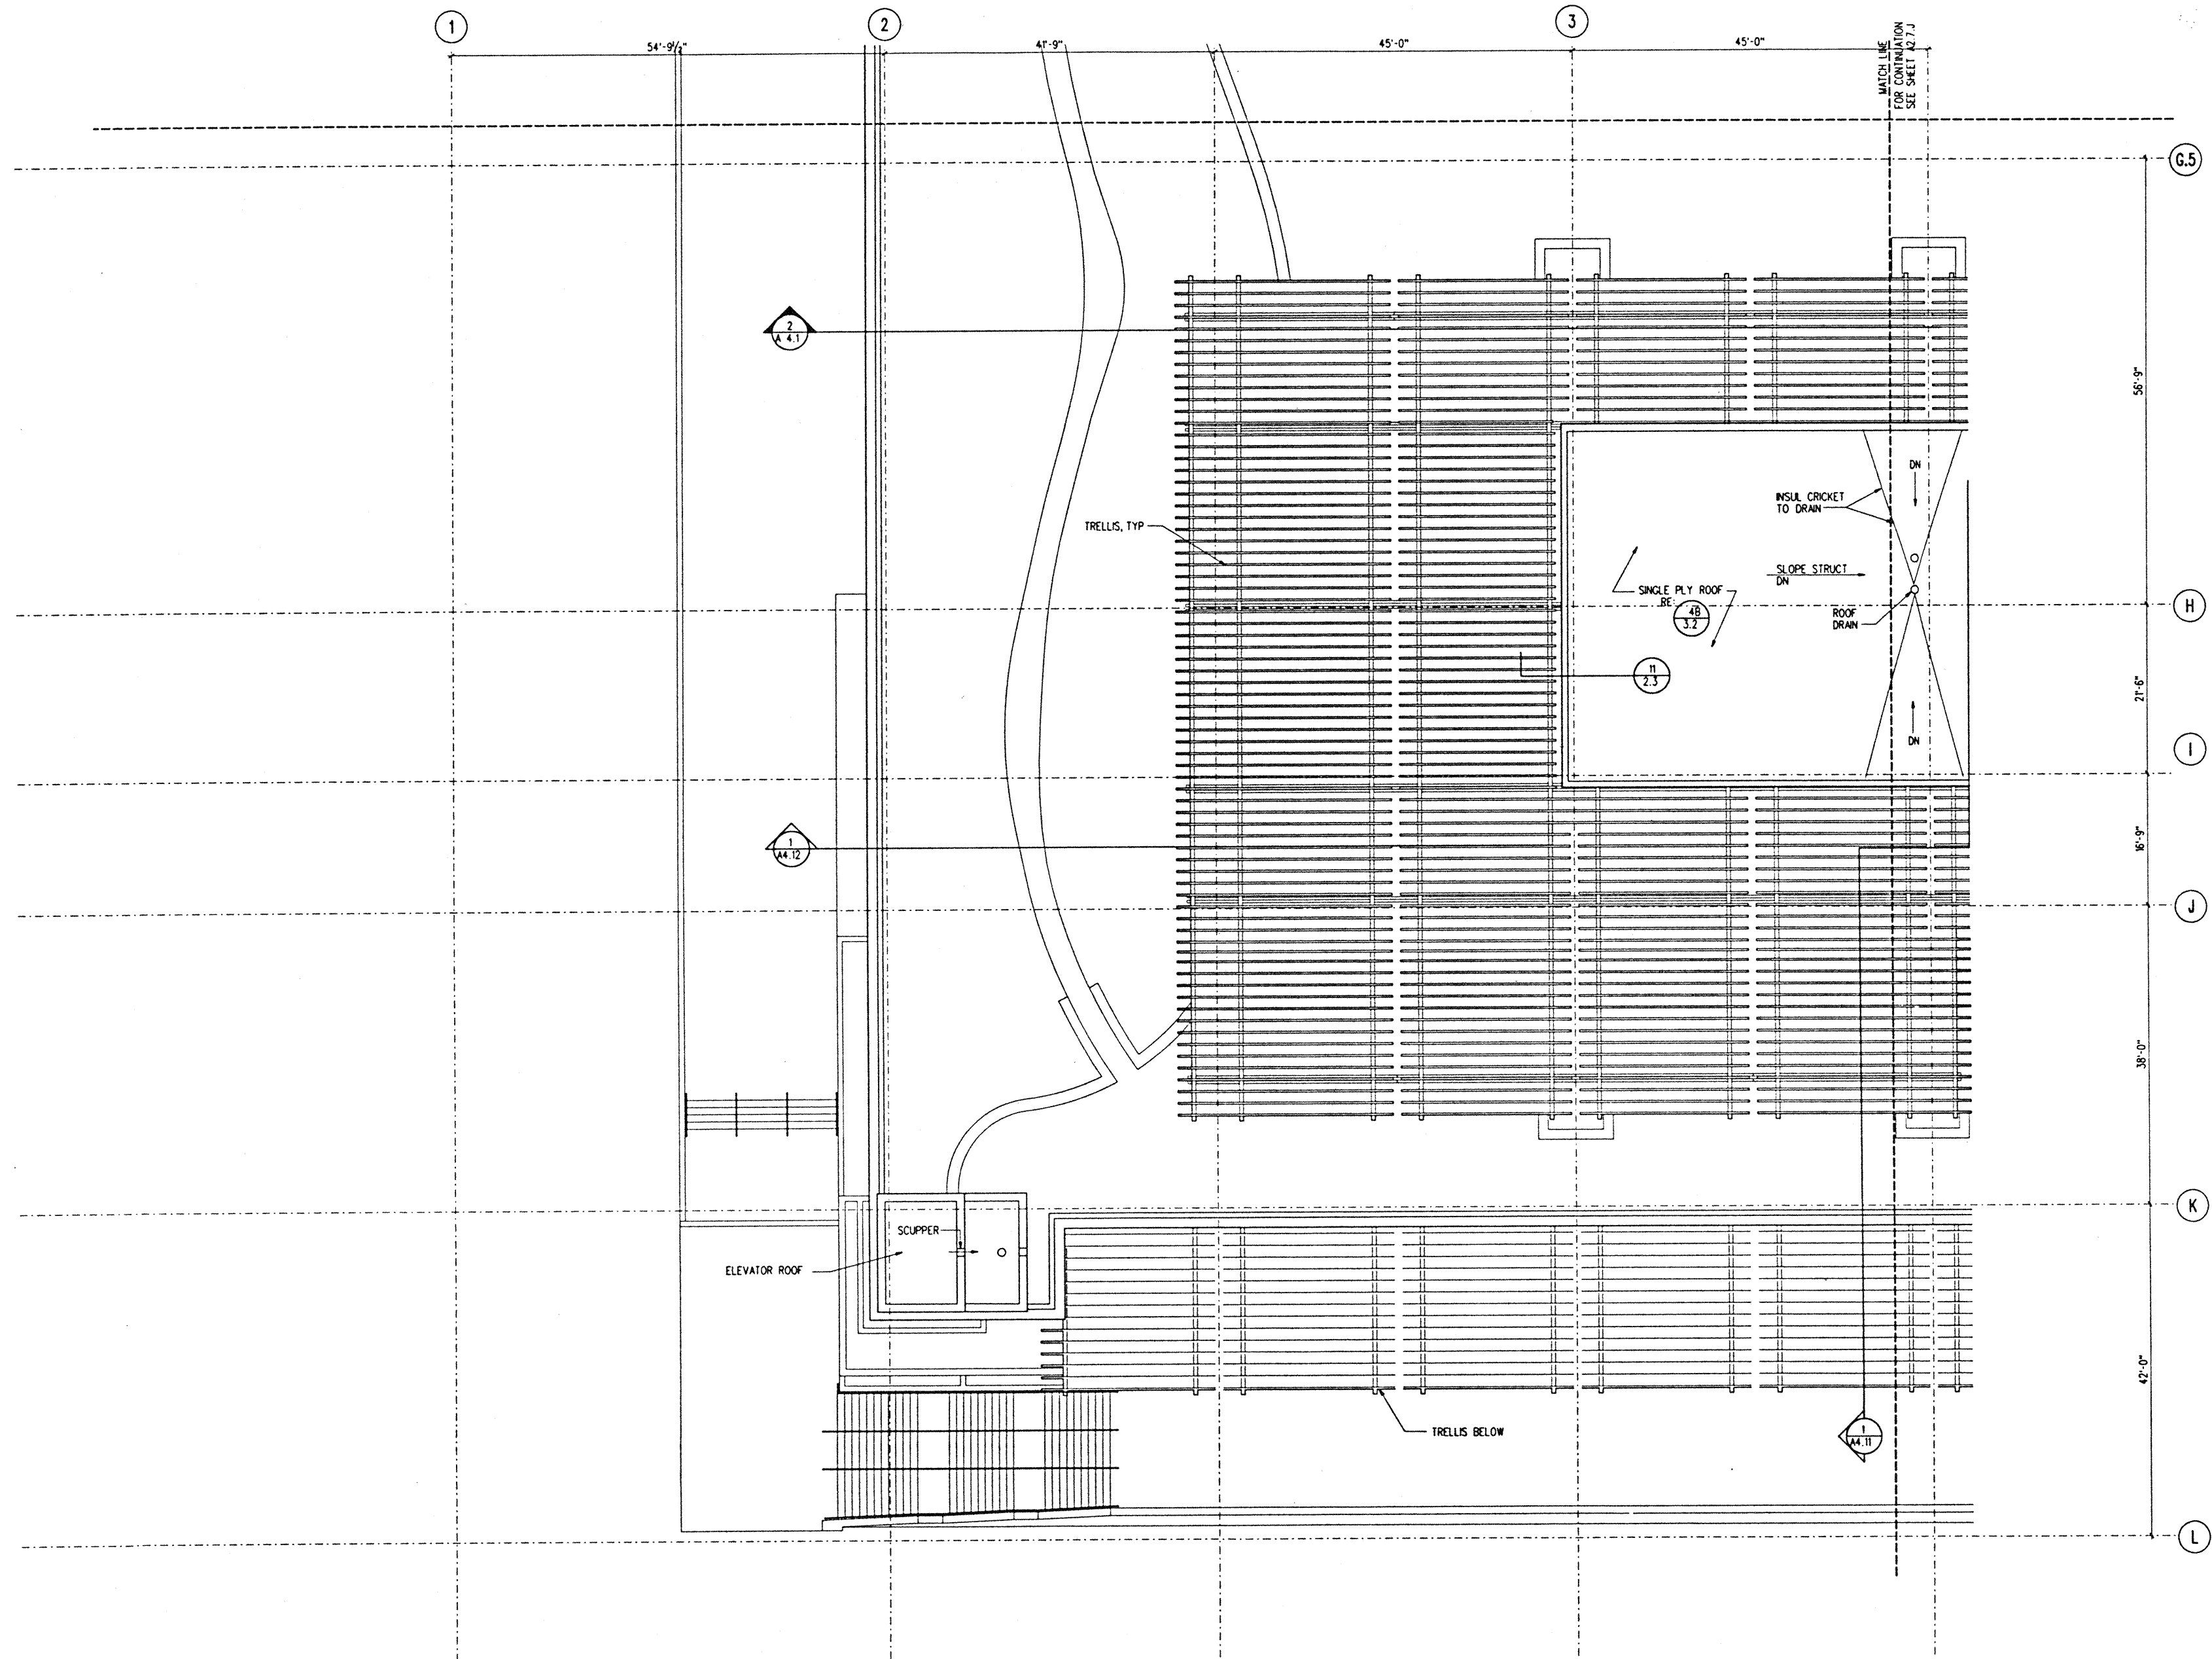 1
2
3
54'-9½"
41'-9"
45'-0"
45'-0"
MATCH LINE
FOR CONTINUATION
SEE SHEET A2.7.J
G.5
2
A 4.1
56'-9"
DN
INSUL CRICKET
TO DRAIN
TRELLIS, TYP
SLOPE STRUCT
DN
SINGLE PLY ROOF
RE:
4B
3.2
ROOF
DRAIN
H
11
2.3
21'-6"
DN
I
1
A4.12
16'-9"
J
38'-0"
K
SCUPPER
ELEVATOR ROOF
42'-0"
TRELLIS BELOW
1
A4.11
L